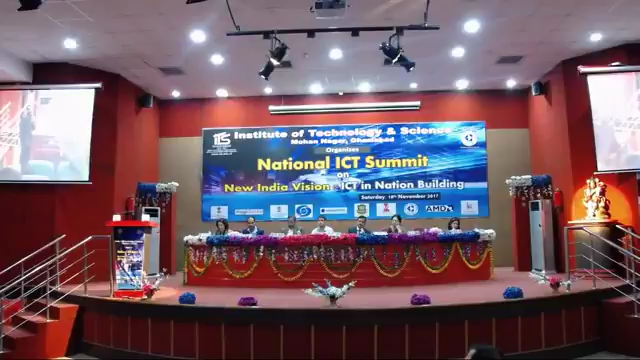 ITS
Institute of Technology & Science
Mohan Nagar, Ghaziabad
Organises
National ICT Summit
on
New India Vision - ICT in Nation Building
Saturday, 18th November 2017
AMD